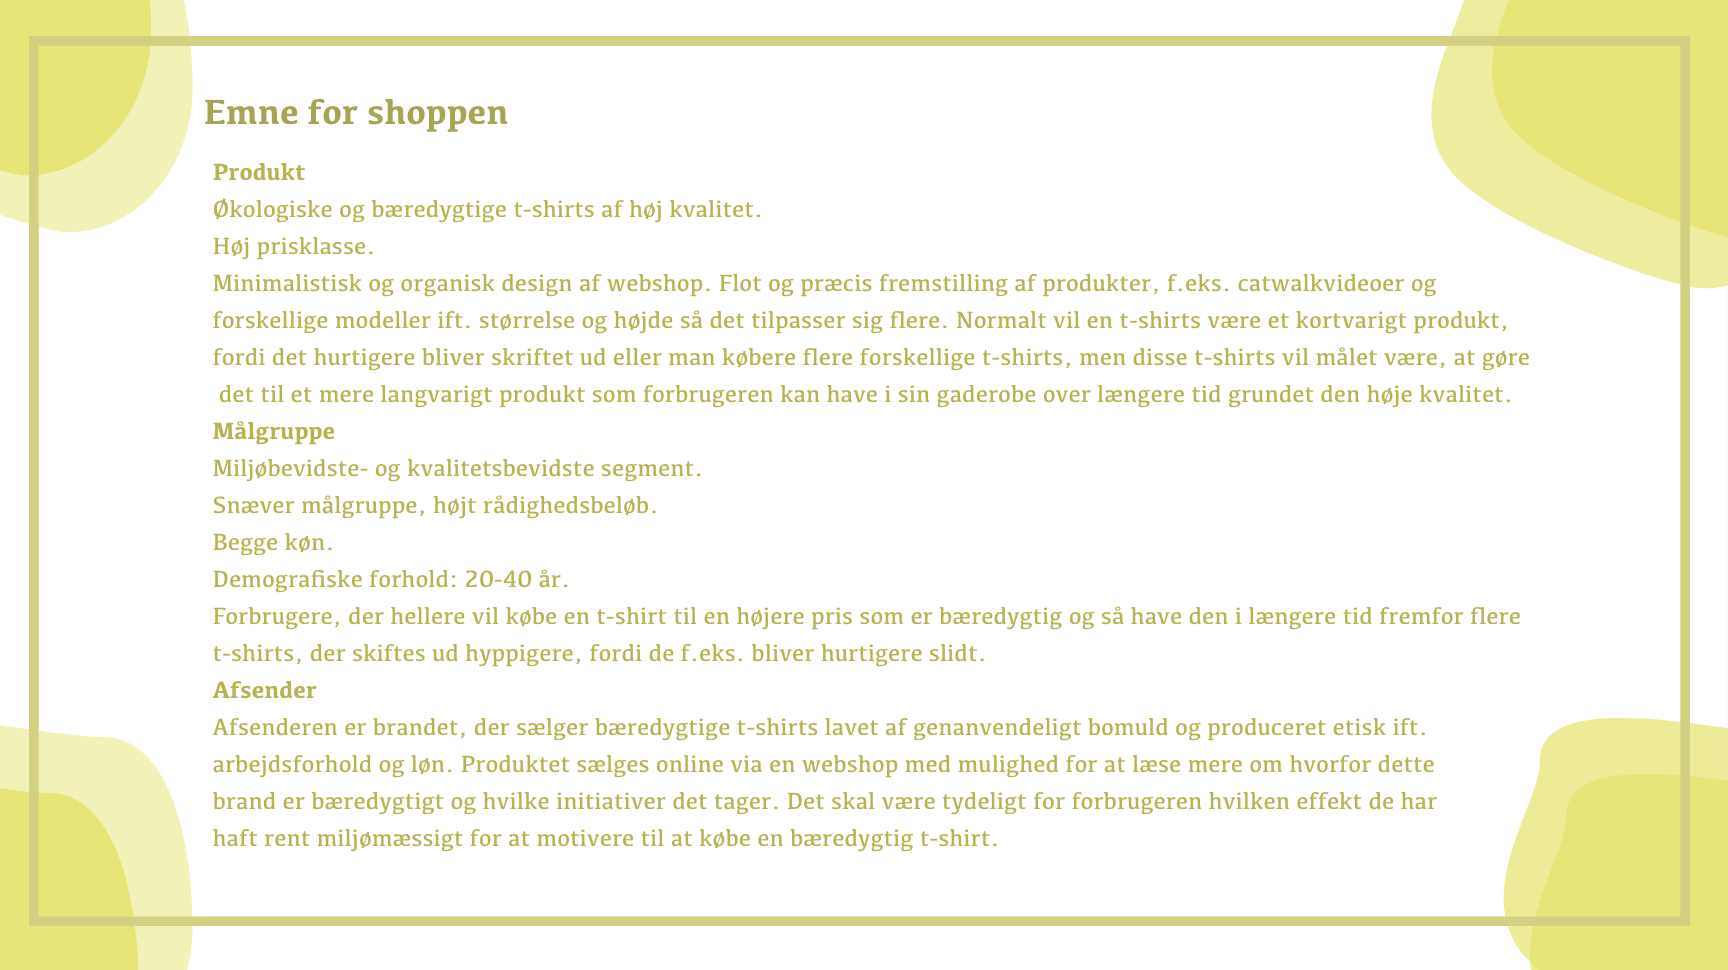 Emne for shoppen
Produkt
Økologiske og bæredygtige t-shirts af høj kvalitet.
Høj prisklasse.
Minimalistisk og organisk design af webshop. Flot og præcis fremstilling af produkter, f.eks. catwalkvideoer og
forskellige modeller ift. størrelse og højde så det tilpasser sig flere. Normalt vil en t-shirts være et kortvarigt produkt,
fordi det hurtigere bliver skriftet ud eller man købere flere forskellige t-shirts, men disse t-shirts vil målet være, at gøre
det til et mere langvarigt produkt som forbrugeren kan have i sin gaderobe over længere tid grundet den høje kvalitet.
Målgruppe
Miljøbevidste- og kvalitetsbevidste segment.
Snæver målgruppe, højt rådighedsbeløb.
Begge køn.
Demografiske forhold: 20-40 år.
Forbrugere, der hellere vil købe en t-shirt til en højere pris som er bæredygtig og så have den i længere tid fremfor flere
t-shirts, der skiftes ud hyppigere, fordi de f.eks. bliver hurtigere slidt.
Afsender
Afsenderen er brandet, der sælger bæredygtige t-shirts lavet af genanvendeligt bomuld og produceret etisk ift.
arbejdsforhold og løn. Produktet sælges online via en webshop med mulighed for at læse mere om hvorfor dette
brand er bæredygtigt og hvilke initiativer det tager. Det skal være tydeligt for forbrugeren hvilken effekt de har
haft rent miljømæssigt for at motivere til at købe en bæredygtig t-shirt.